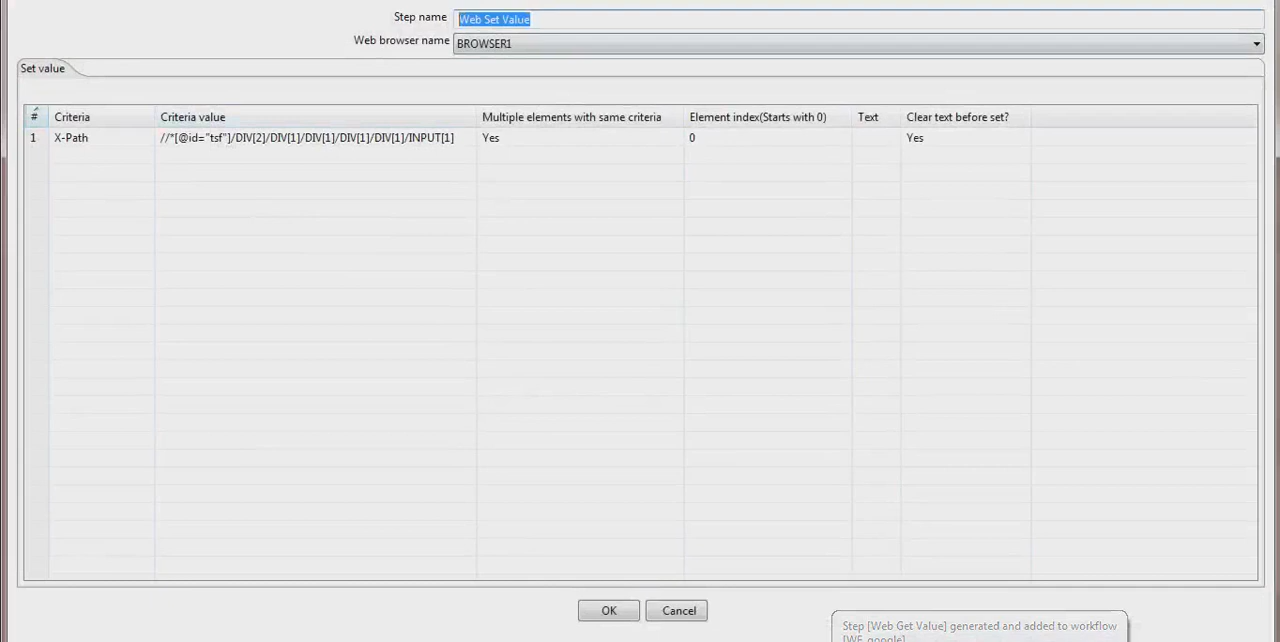 Step name Web Set Value
Web browser name BROWSER1
Set value
# Criteria Criteria value Multiple elements with same criteria Element index(Starts with 0) Text Clear text before set?
1 X-Path //*[@id="tsf"]/DIV[2]/DIV[1]/DIV[1]/DIV[1]/DIV[1]/INPUT[1] Yes 0 Yes
OK Cancel
Step [Web Get Value] generated and added to workflow
[WF_google]